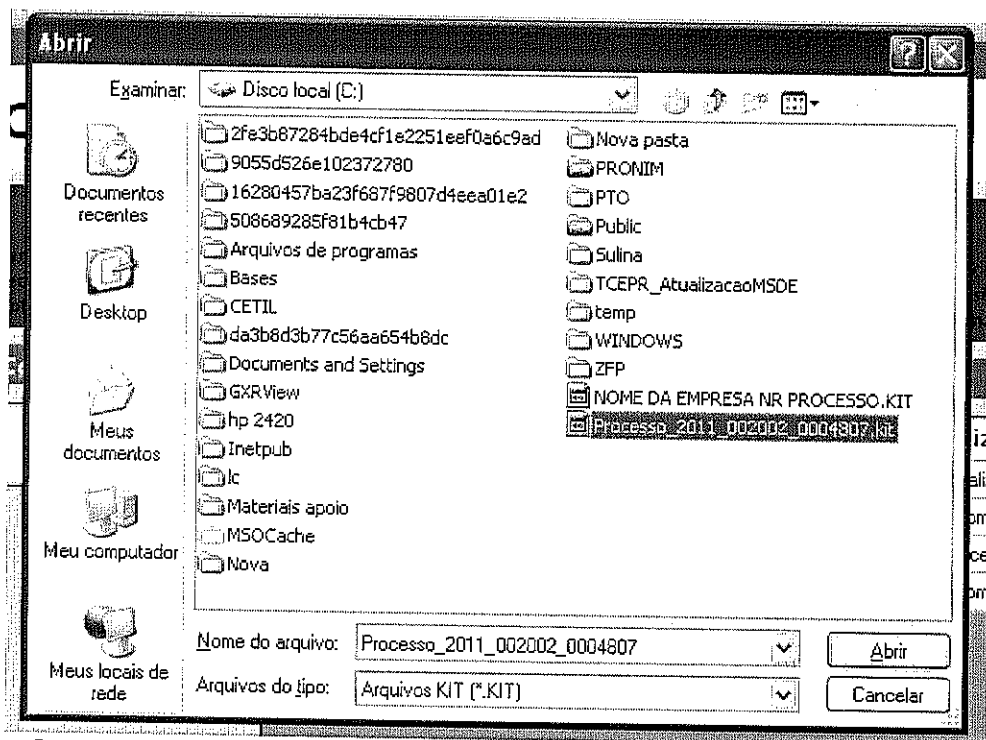 Abrir
Examinar: Disco local (C:)
Documentos recentes
Desktop
Meus documentos
Meu computador
Meus locais de rede
2fe3b87284bde4cf1e2251eef0a6c9ad
9055d526e102372780
16280457ba23f687f9807d4eea01e2
508689285f81b4cb47
Arquivos de programas
Bases
CETIL
da3b8d3b77c56aa654b8dc
Documents and Settings
GXRView
hp 2420
Inetpub
lc
Materiais apoio
MSOCache
Nova
Nova pasta
PRONIM
PTO
Public
Sulina
TCEPR_AtualizacaoMSDE
temp
WINDOWS
ZFP
NOME DA EMPRESA NR PROCESSO.KIT
Processo_2011_002002_0004807.kit
Nome do arquivo: Processo_2011_002002_0004807
Abrir
Arquivos do tipo: Arquivos KIT (*.KIT)
Cancelar